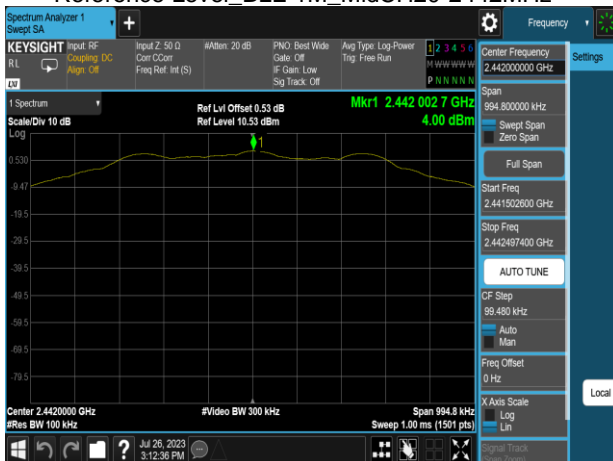 Reference-Level_BLE 1M_MidCh20 2442MHz
Spectrum Analyzer 1
Swept SA
+
Frequency
KEYSIGHT
RL
Input: RF
Coupling: DC
Align: Off
Input Z: 50 Ω
Corr CCorr
Freq Ref: Int (S)
#Atten: 20 dB
PNO: Best Wide
Gate: Off
IF Gain: Low
Sig Track: Off
Avg Type: Log-Power
Trig: Free Run
1 2 3 4 5 6
M W W W W W
P N N N N N
1 Spectrum
Scale/Div 10 dB
Ref Lvl Offset 0.53 dB
Ref Level 10.53 dBm
Mkr1 2.442 002 7 GHz
4.00 dBm
Log
1
0.530
-9.47
-19.5
-29.5
-39.5
-49.5
-59.5
-69.5
-79.5
Center 2.4420000 GHz
#Res BW 100 kHz
#Video BW 300 kHz
Span 994.8 kHz
Sweep 1.00 ms (1501 pts)
Jul 26, 2023
3:12:36 PM
Center Frequency
2.442000000 GHz
Span
994.800000 kHz
Swept Span
Zero Span
Full Span
Start Freq
2.441502600 GHz
Stop Freq
2.442497400 GHz
AUTO TUNE
CF Step
99.480 kHz
Auto
Man
Freq Offset
0 Hz
X Axis Scale
Log
Lin
Signal Track
(Span Zoom)
Settings
Local